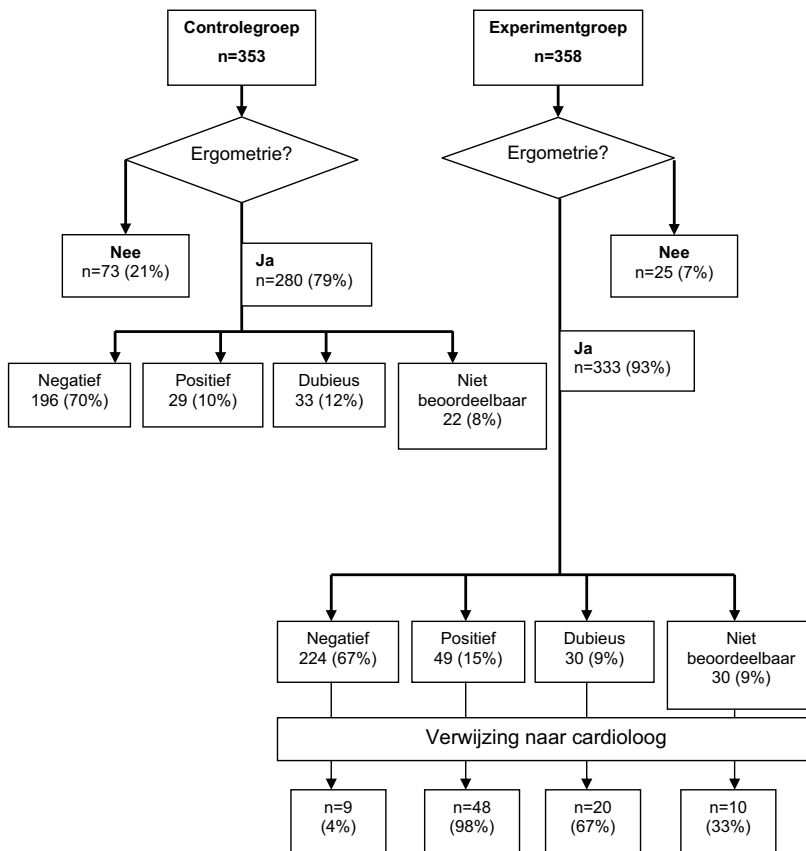 Controlegroep
n=353
Experimentgroep
n=358
Ergometrie?
Ergometrie?
Nee
n=73 (21%)
Ja
n=280 (79%)
Nee
n=25 (7%)
Ja
n=333 (93%)
Negatief
196 (70%)
Positief
29 (10%)
Dubieus
33 (12%)
Niet
beoordeelbaar
22 (8%)
Negatief
224 (67%)
Positief
49 (15%)
Dubieus
30 (9%)
Niet
beoordeelbaar
30 (9%)
Verwijzing naar cardioloog
n=9
(4%)
n=48
(98%)
n=20
(67%)
n=10
(33%)